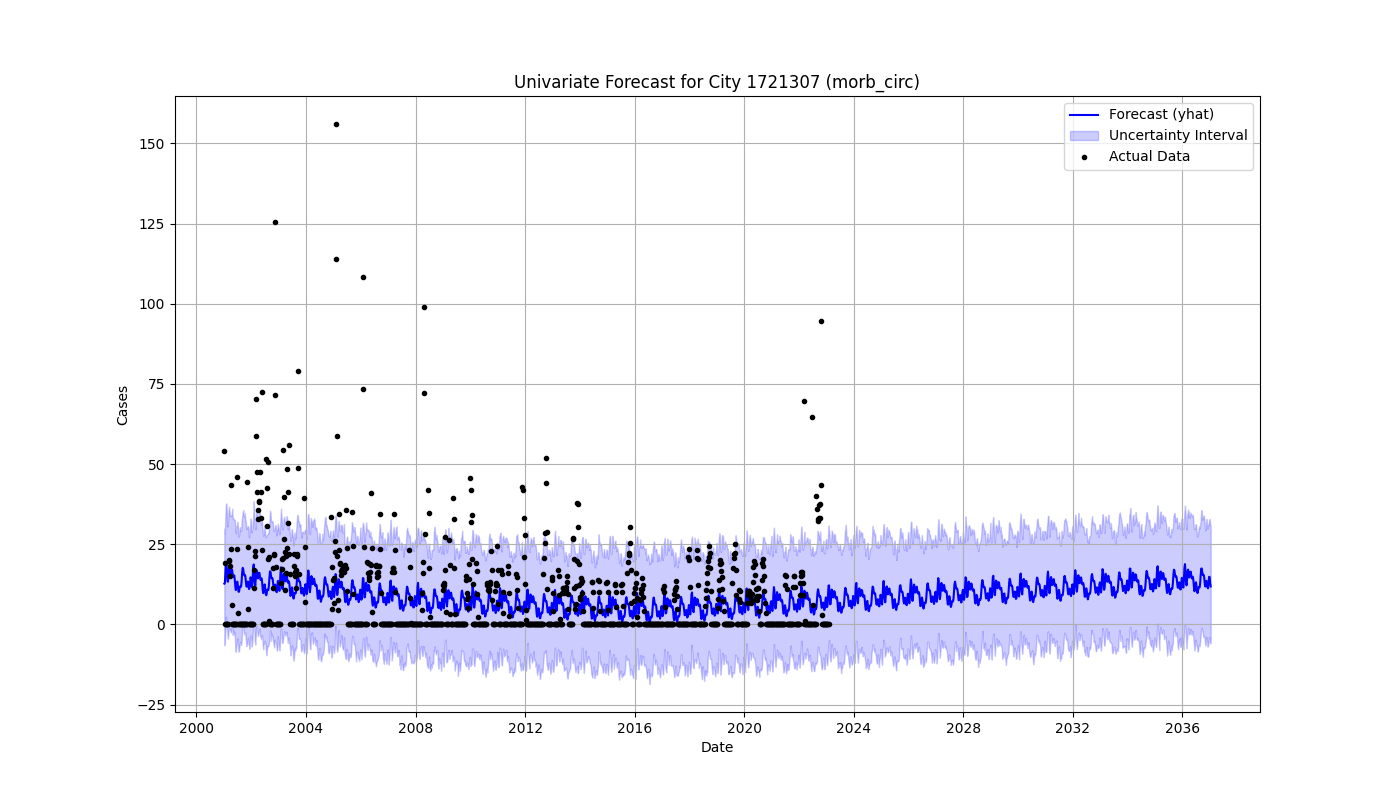 Univariate Forecast for City 1721307 (morb_circ)
Forecast (yhat)
Uncertainty Interval
Actual Data
150
125
100
75
50
25
0
−25
Cases
2000 2004 2008 2012 2016 2020 2024 2028 2032 2036
Date